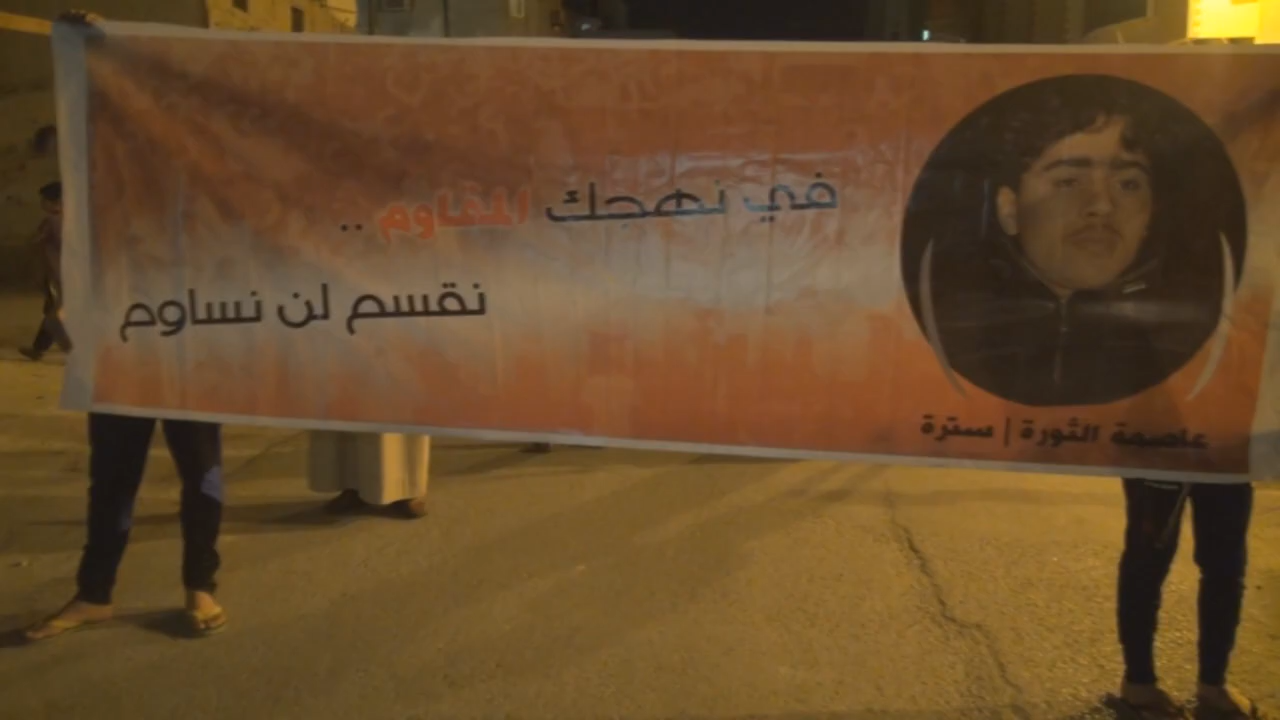 في نهجك المقاوم ..
نقسم لن نساوم
عاصمة الثورة | سترة